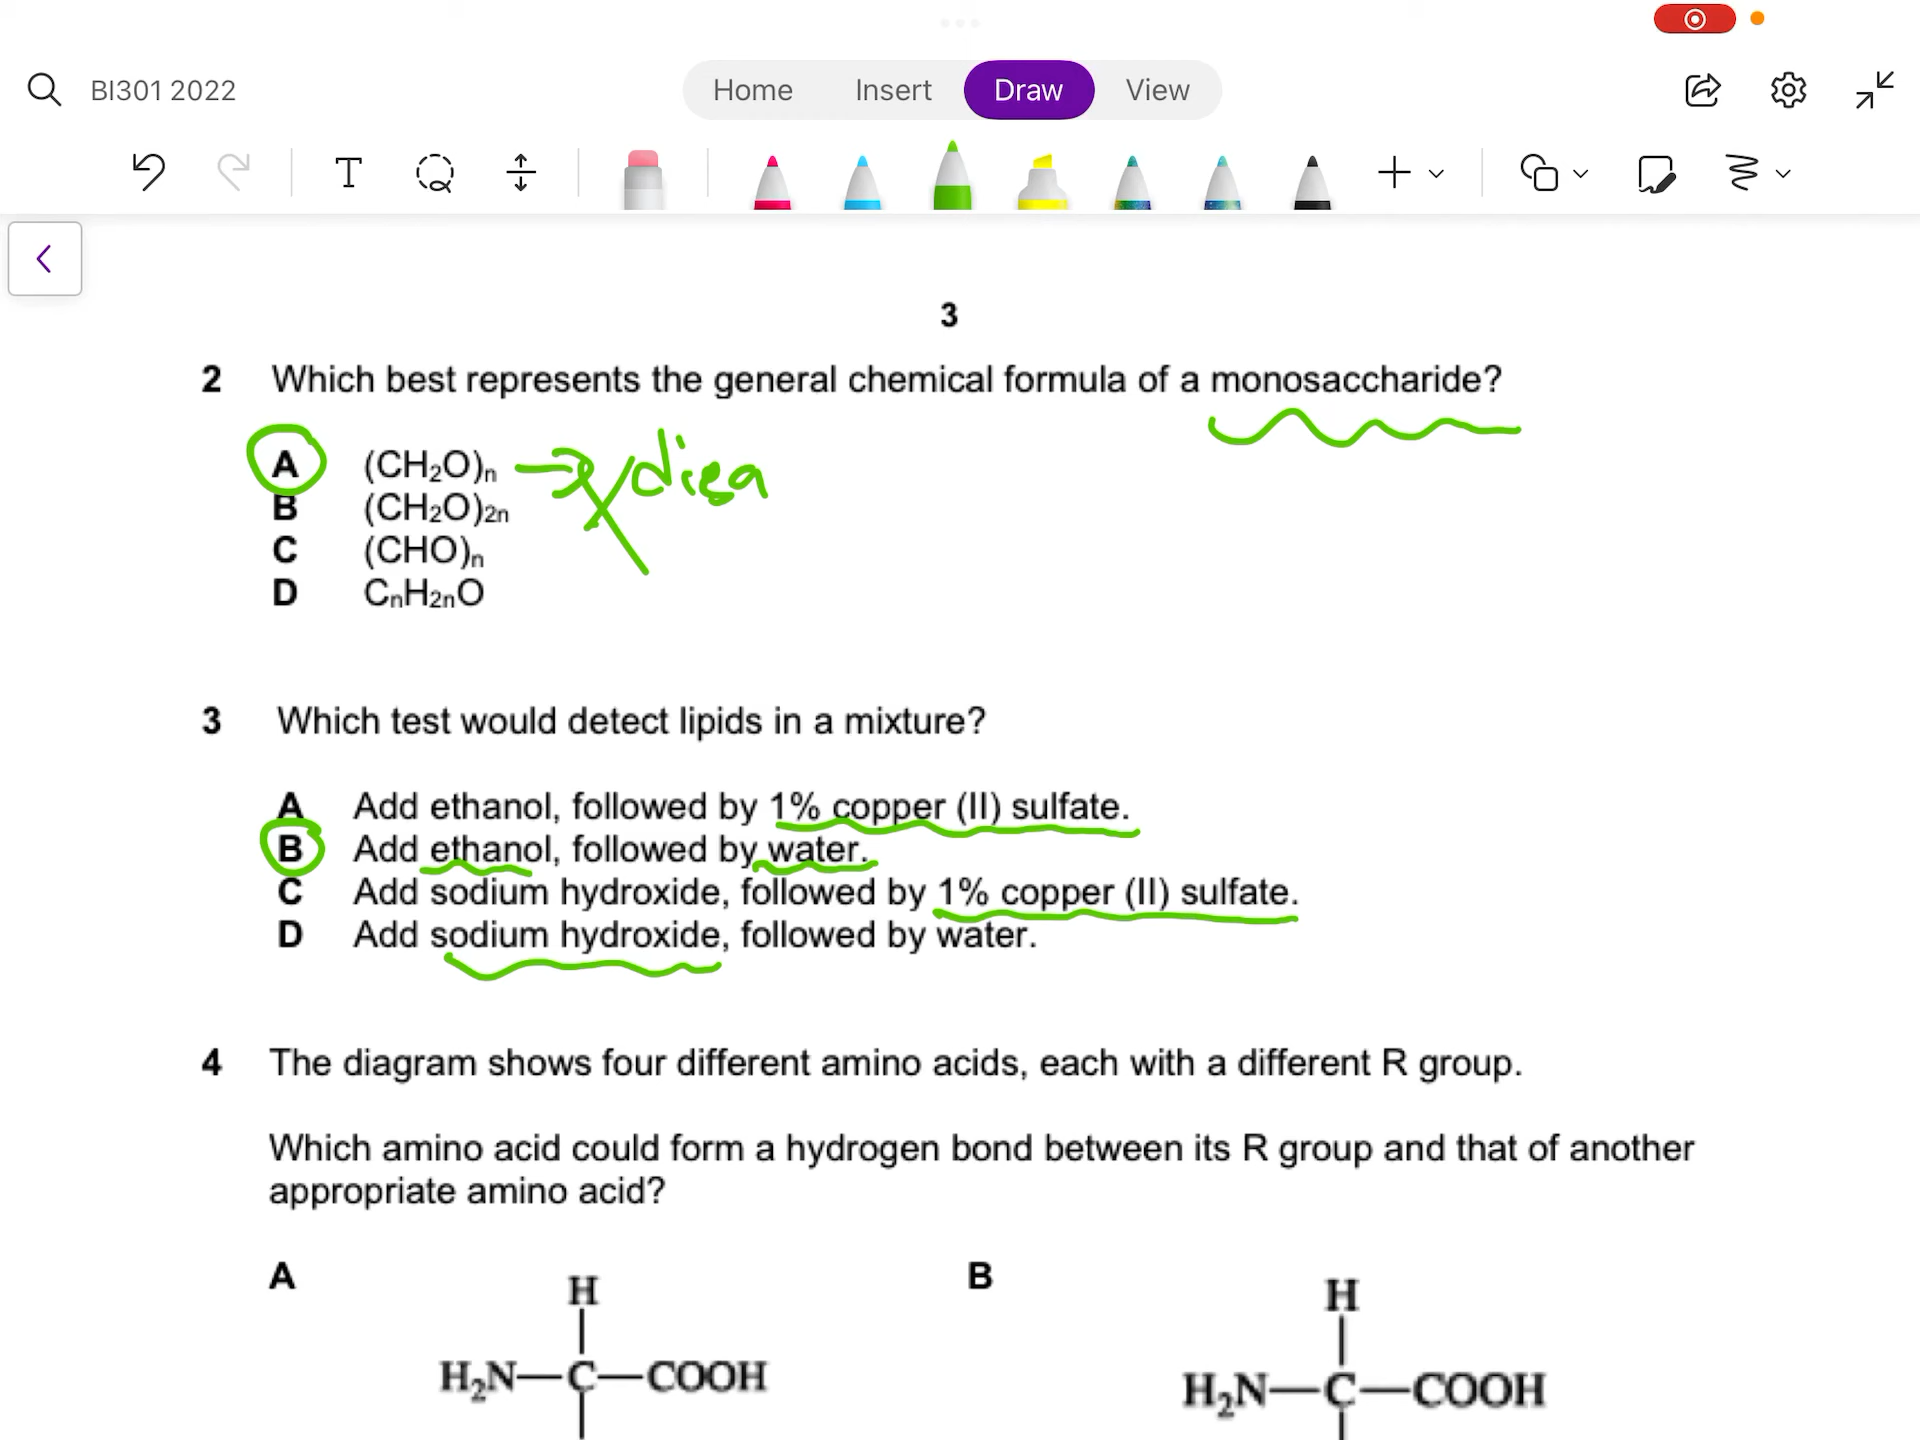 BI301 2022
Home Insert Draw View
T
3
2 Which best represents the general chemical formula of a monosaccharide?
A (CH₂O)ₙ
B (CH₂O)₂ₙ
C (CHO)ₙ
D CₙH₂ₙO
3 Which test would detect lipids in a mixture?
A Add ethanol, followed by 1% copper (II) sulfate.
B Add ethanol, followed by water.
C Add sodium hydroxide, followed by 1% copper (II) sulfate.
D Add sodium hydroxide, followed by water.
4 The diagram shows four different amino acids, each with a different R group.
Which amino acid could form a hydrogen bond between its R group and that of another
appropriate amino acid?
A B
H H
H₂N—C—COOH H₂N—C—COOH